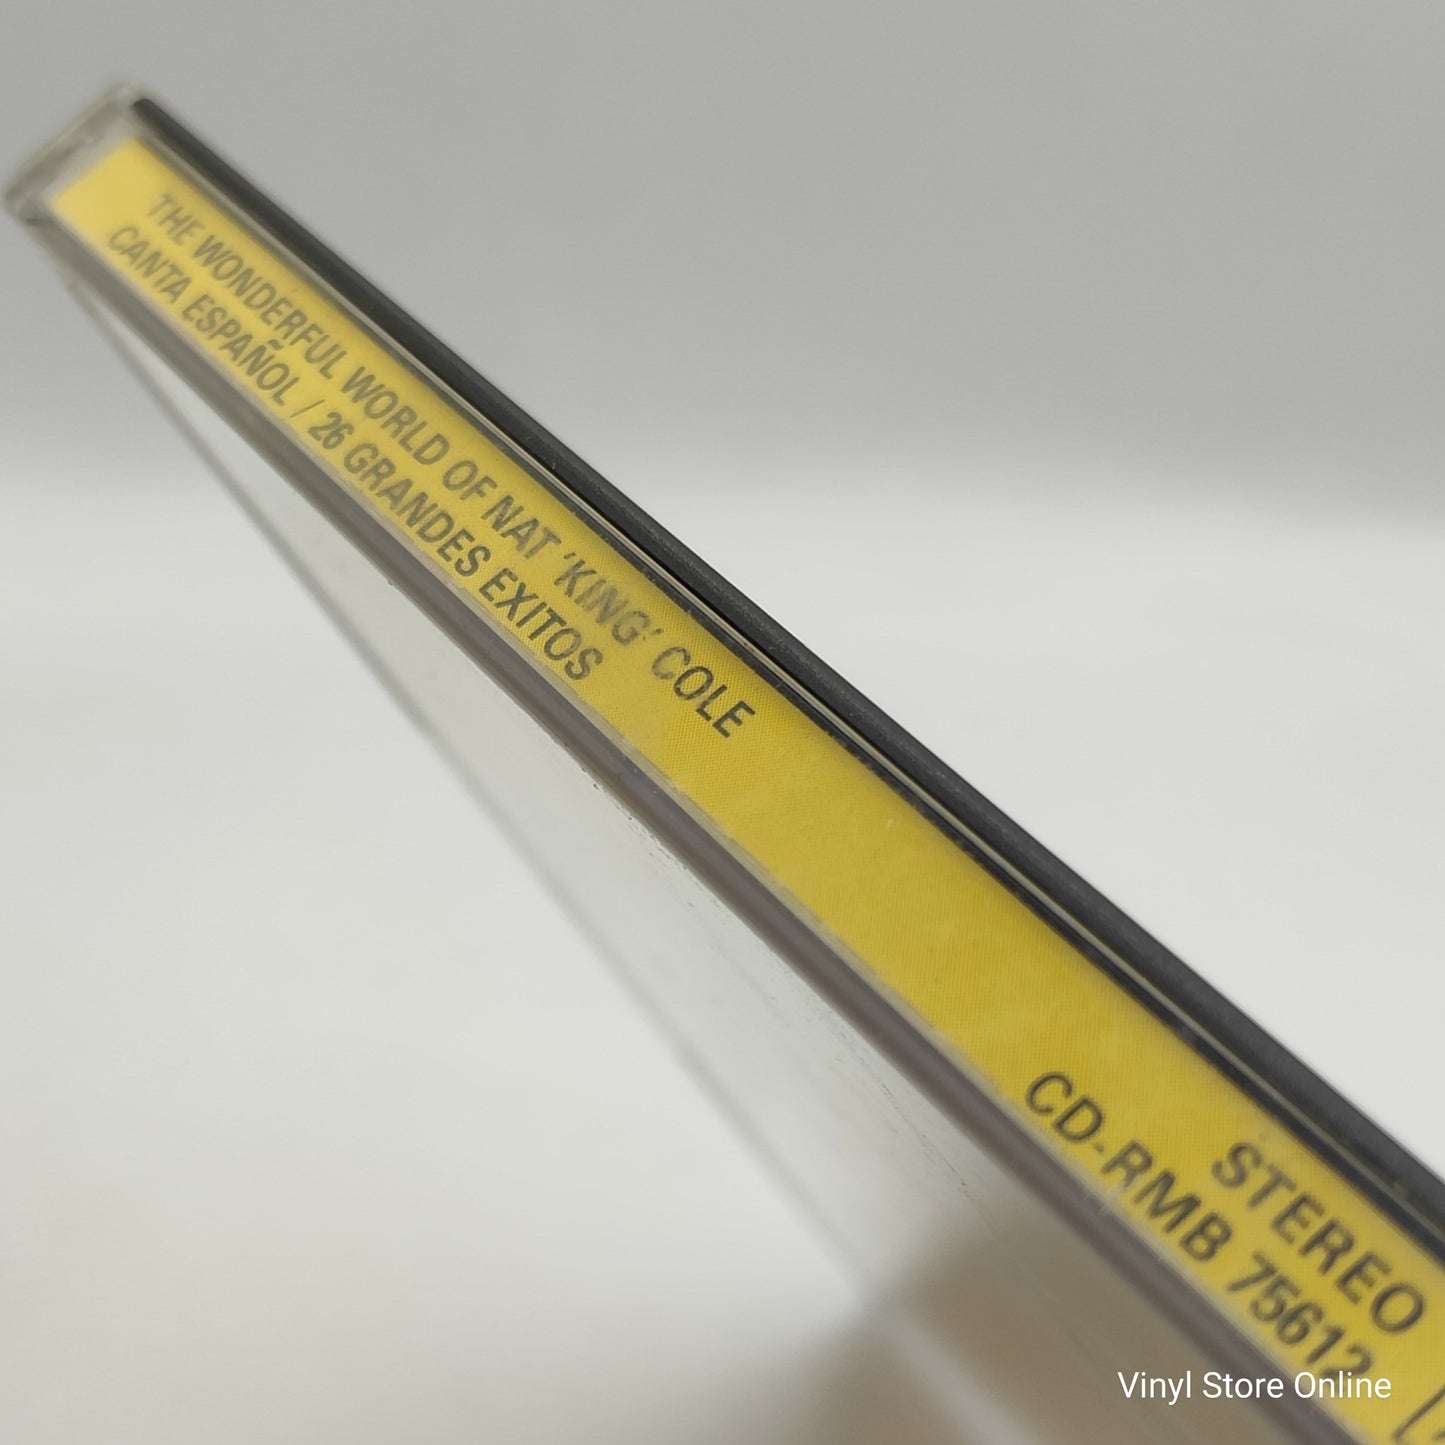 THE WONDERFUL WORLD OF NAT 'KING' COLE
CANTA ESPAÑOL / 26 GRANDES EXITOS
STEREO
CD-RMB 75612
Vinyl Store Online